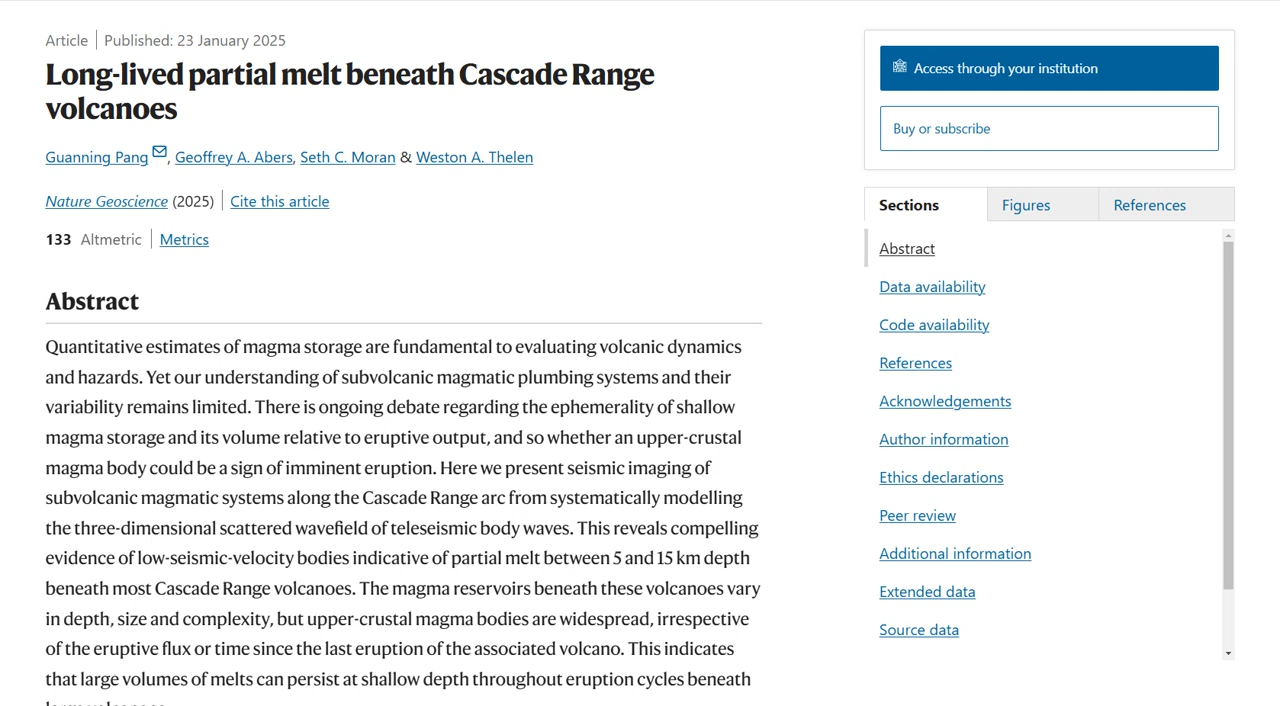 Article | Published: 23 January 2025
Long-lived partial melt beneath Cascade Range
volcanoes
Guanning Pang, Geoffrey A. Abers, Seth C. Moran & Weston A. Thelen
Nature Geoscience (2025) | Cite this article
133 Altmetric | Metrics
Abstract
Quantitative estimates of magma storage are fundamental to evaluating volcanic dynamics
and hazards. Yet our understanding of subvolcanic magmatic plumbing systems and their
variability remains limited. There is ongoing debate regarding the ephemerality of shallow
magma storage and its volume relative to eruptive output, and so whether an upper-crustal
magma body could be a sign of imminent eruption. Here we present seismic imaging of
subvolcanic magmatic systems along the Cascade Range arc from systematically modelling
the three-dimensional scattered wavefield of teleseismic body waves. This reveals compelling
evidence of low-seismic-velocity bodies indicative of partial melt between 5 and 15 km depth
beneath most Cascade Range volcanoes. The magma reservoirs beneath these volcanoes vary
in depth, size and complexity, but upper-crustal magma bodies are widespread, irrespective
of the eruptive flux or time since the last eruption of the associated volcano. This indicates
that large volumes of melts can persist at shallow depth throughout eruption cycles beneath
Access through your institution
Buy or subscribe
Sections
Figures
References
Abstract
Data availability
Code availability
References
Acknowledgements
Author information
Ethics declarations
Peer review
Additional information
Extended data
Source data